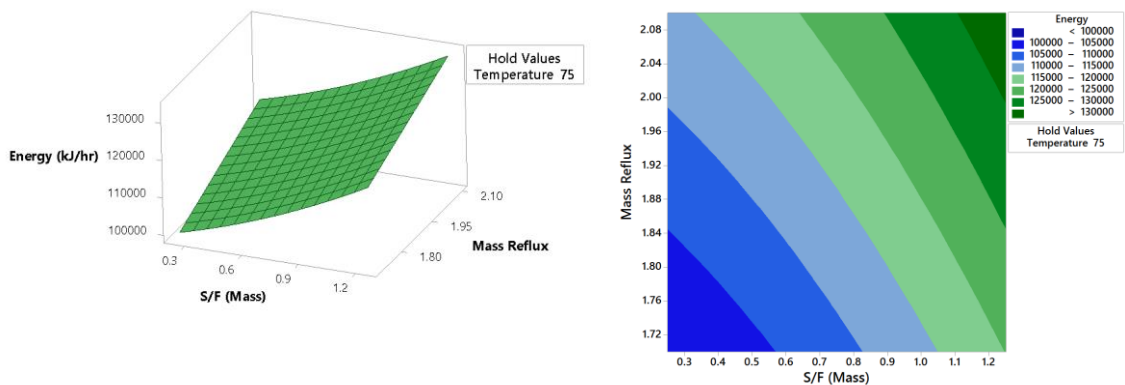 Hold Values
Temperature 75
130000
120000
110000
100000
Energy (kJ/hr)
0.3
0.6
0.9
1.2
S/F (Mass)
2.10
1.95
1.80
Mass Reflux
2.08
2.04
2.00
1.96
1.92
1.88
1.84
1.80
1.76
1.72
Mass Reflux
0.3 0.4 0.5 0.6 0.7 0.8 0.9 1.0 1.1 1.2
S/F (Mass)
Energy
< 100000
100000 – 105000
105000 – 110000
110000 – 115000
115000 – 120000
120000 – 125000
125000 – 130000
> 130000
Hold Values
Temperature 75